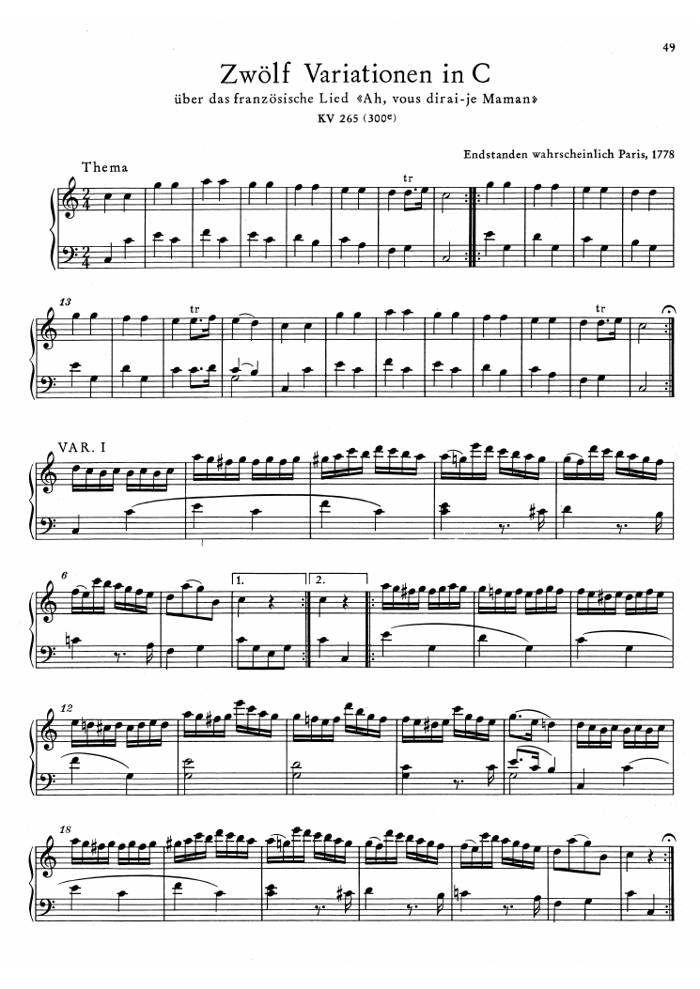 49
Zwölf Variationen in C
über das französische Lied «Ah, vous dirai-je Maman»
KV 265 (300e)
Endstanden wahrscheinlich Paris, 1778
Thema
tr
13
tr
tr
VAR. I
6
1.
2.
12
18